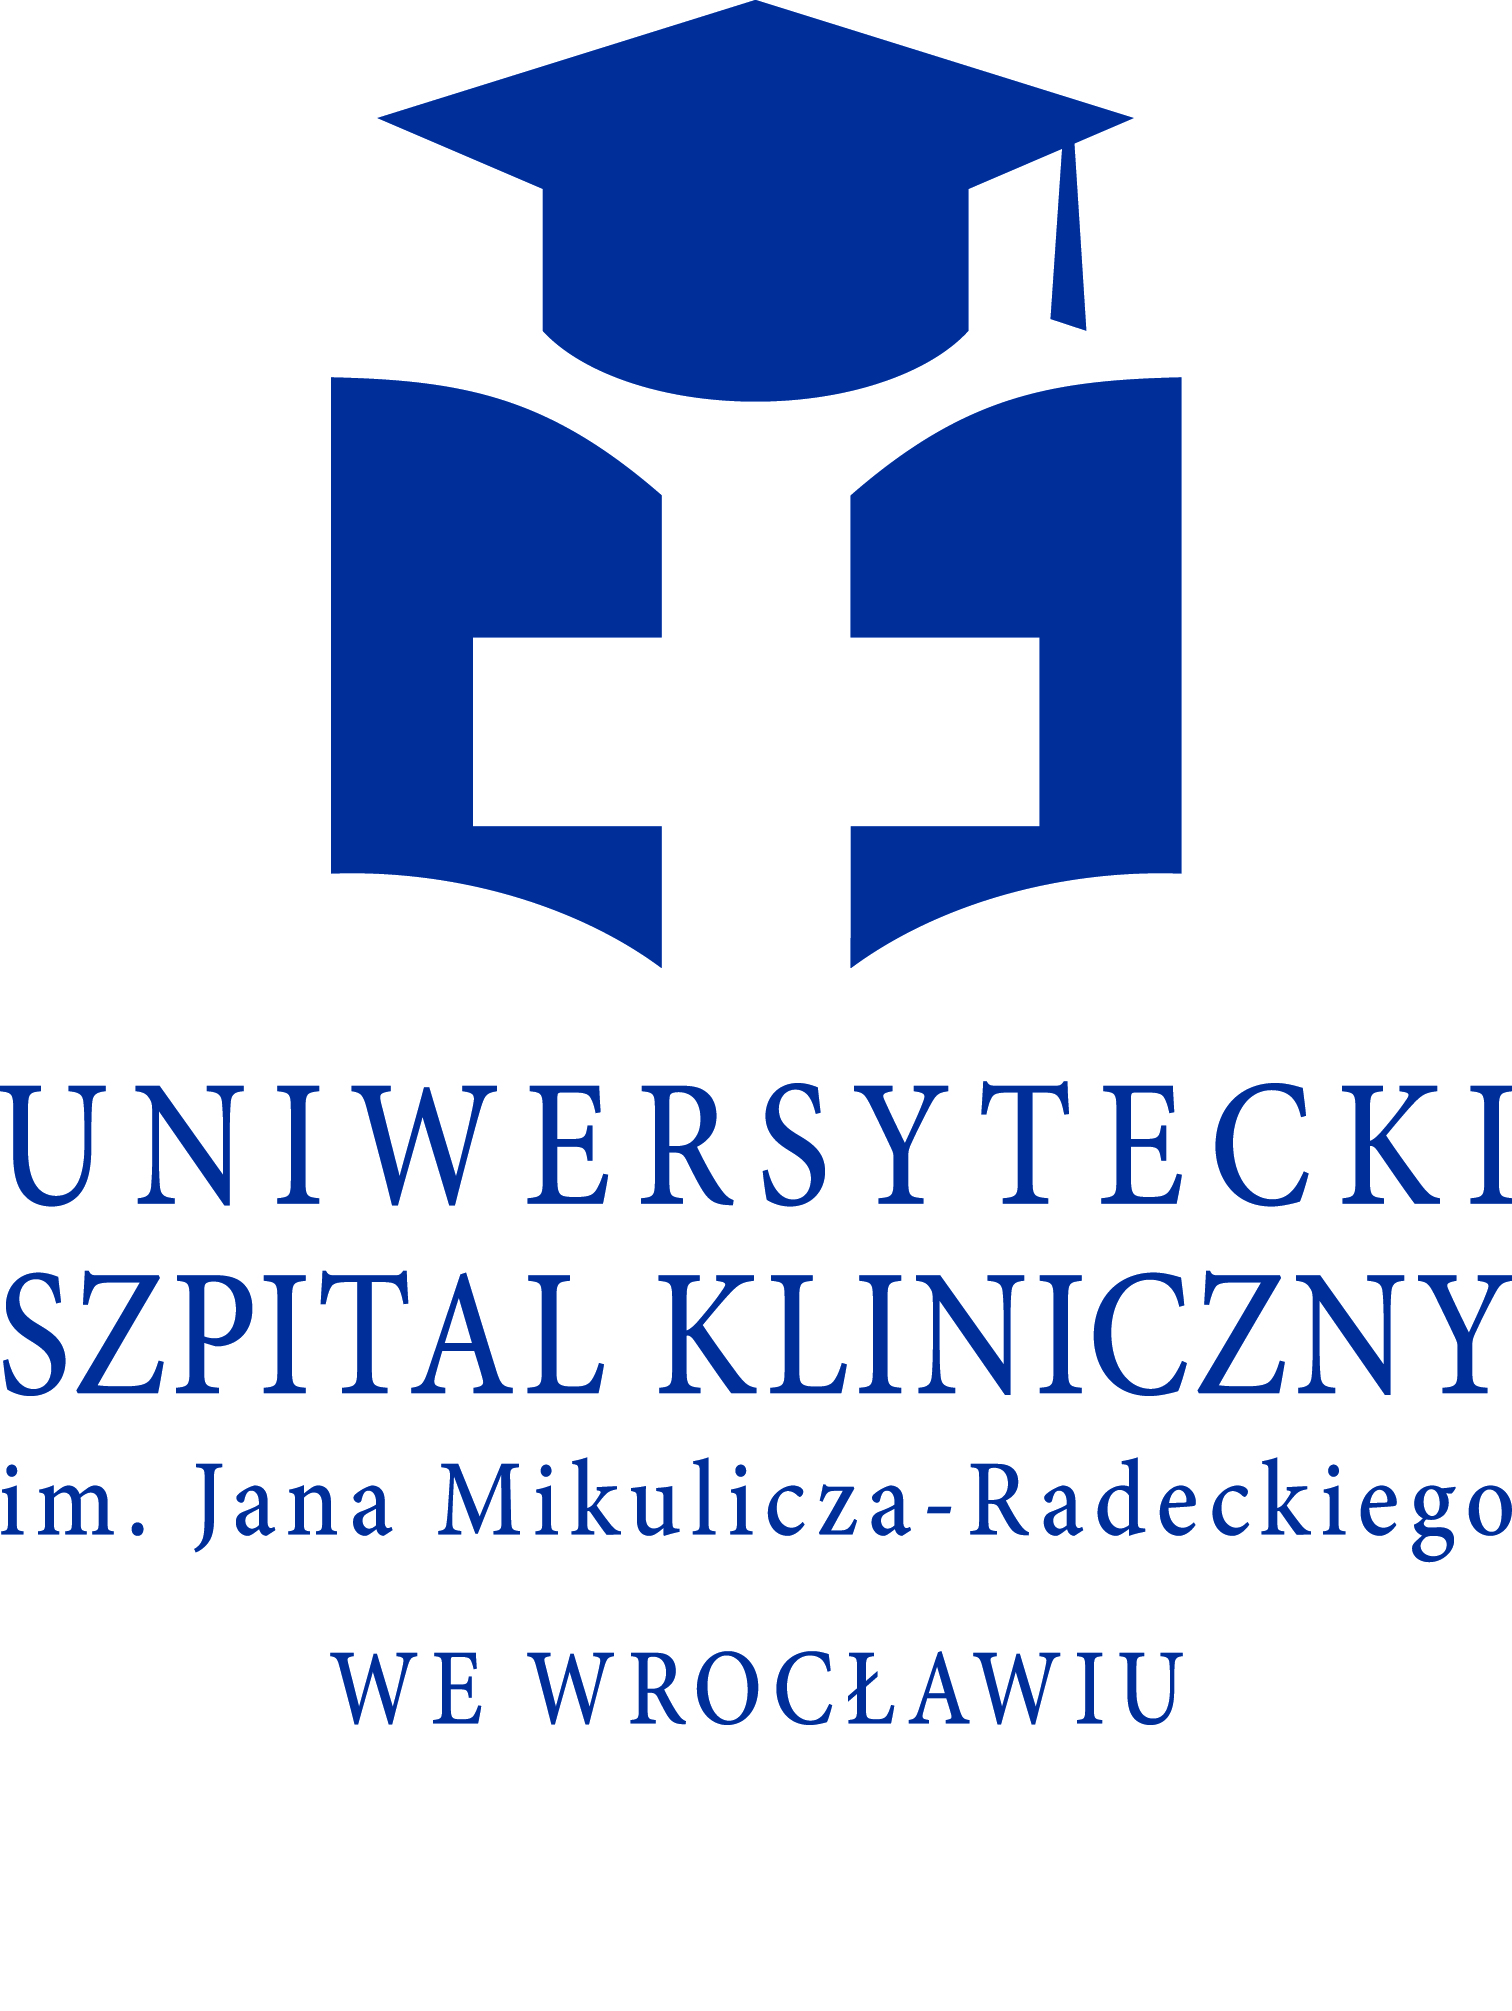 UNIWERSYTECKI
SZPITAL KLINICZNY
im. Jana Mikulicza-Radeckiego
WE WROCŁAWIU